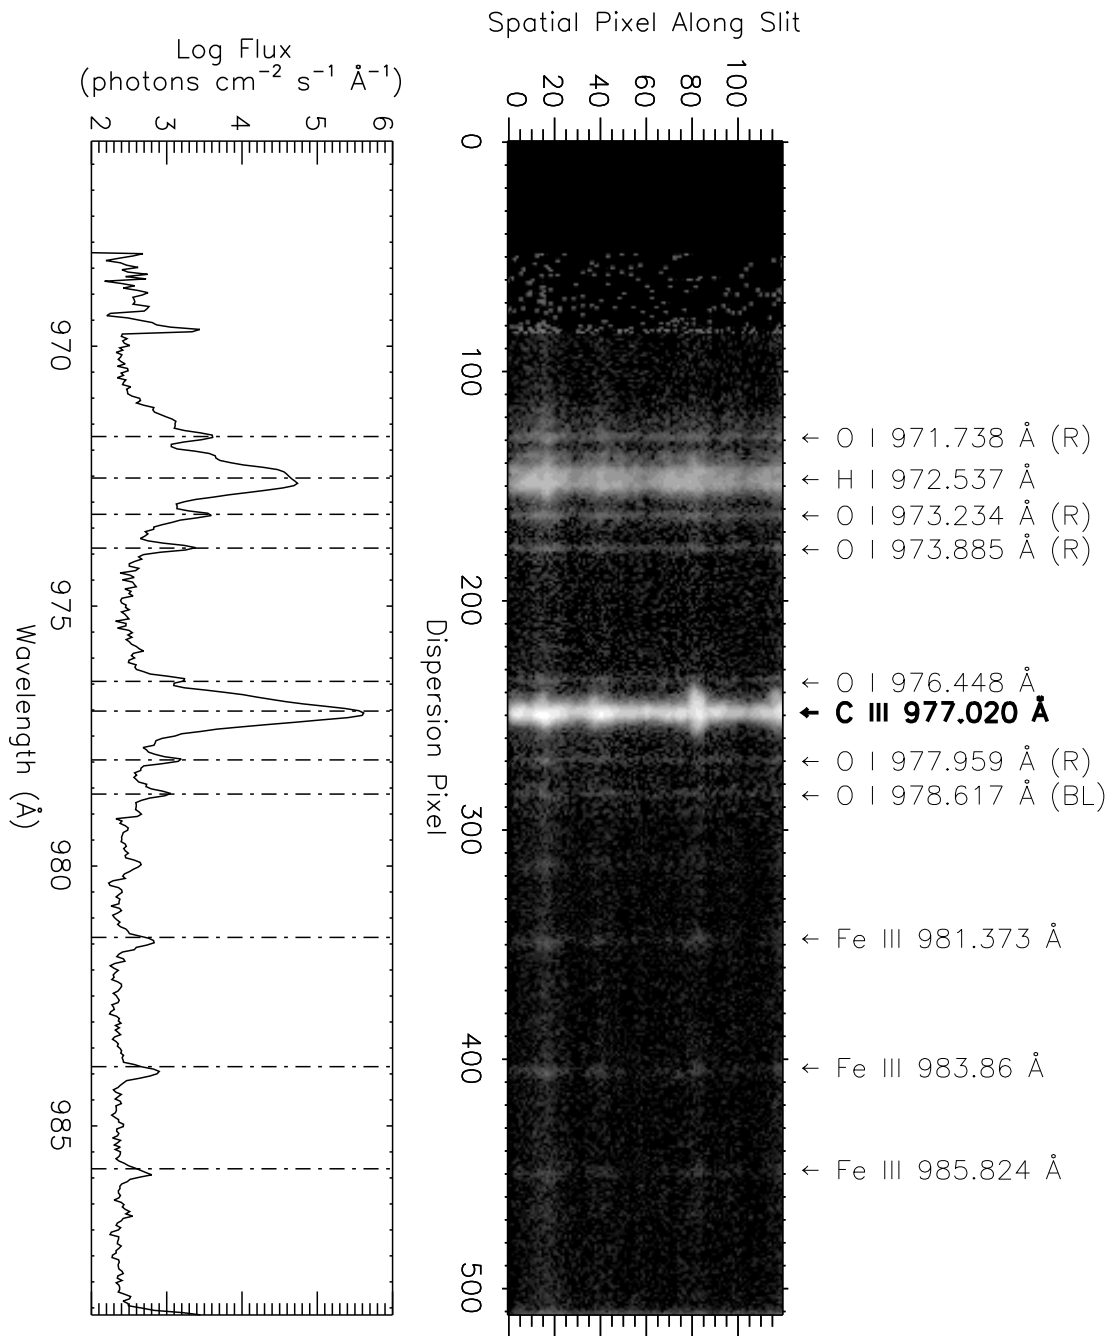 Spatial Pixel Along Slit
0 20 40 60 80 100
Log Flux
(photons cm⁻² s⁻¹ Å⁻¹)
2 3 4 5 6
0
100
200
300
400
500
Dispersion Pixel
970
975
980
985
Wavelength (Å)
← O I 971.738 Å (R)
← H I 972.537 Å
← O I 973.234 Å (R)
← O I 973.885 Å (R)
← O I 976.448 Å
← C III 977.020 Å
← O I 977.959 Å (R)
← O I 978.617 Å (BL)
← Fe III 981.373 Å
← Fe III 983.86 Å
← Fe III 985.824 Å